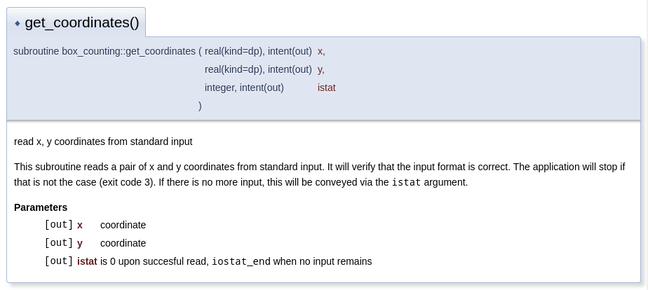 get_coordinates()
subroutine box_counting::get_coordinates ( real(kind=dp), intent(out) x,
real(kind=dp), intent(out) y,
integer, intent(out) istat
)
read x, y coordinates from standard input
This subroutine reads a pair of x and y coordinates from standard input. It will verify that the input format is correct. The application will stop if
that is not the case (exit code 3). If there is no more input, this will be conveyed via the istat argument.
Parameters
[out] x coordinate
[out] y coordinate
[out] istat is 0 upon succesful read, iostat_end when no input remains